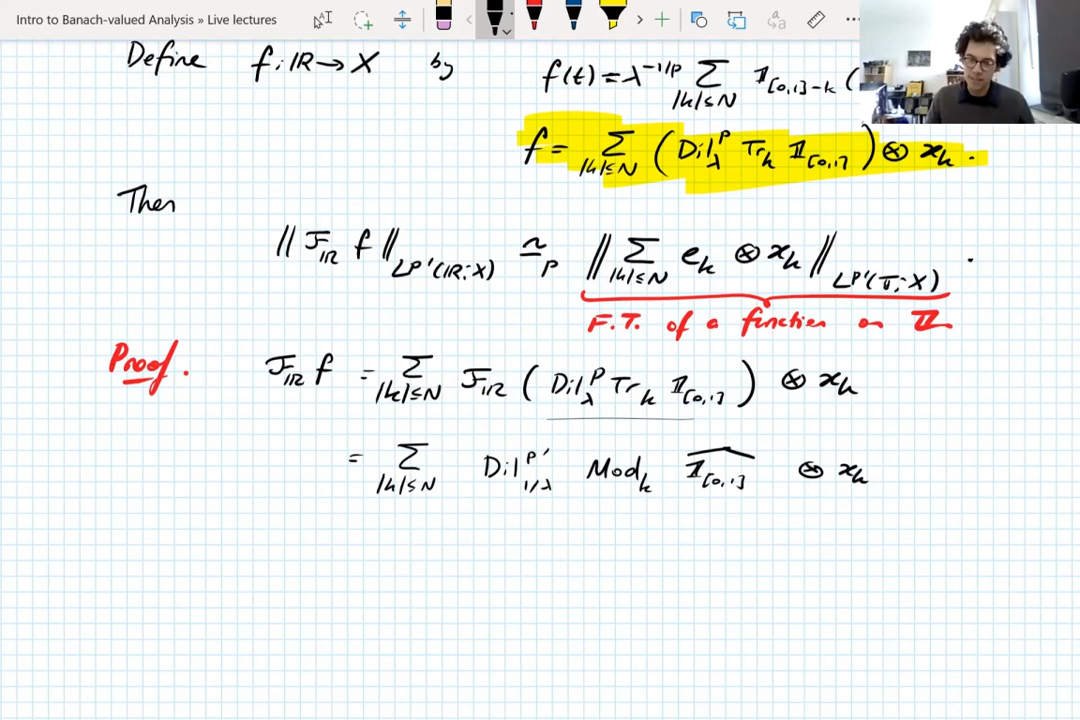 Intro to Banach-valued Analysis » Live lectures
Define f: ℝ → X by f(t) = λ^{-1/p} Σ_{|k|≤N} 𝟙_{[0,1]-k} (
f = Σ_{|k|≤N} ( Dil_λ^p Tr_k 𝟙_{[0,1]} ) ⊗ x_k .
Then
‖ ℱ_ℝ f ‖_{L^{p'}(ℝ;X)} ≃_p ‖ Σ_{|k|≤N} e_k ⊗ x_k ‖_{L^{p'}(𝕋;X)} .
F.T. of a function on ℤ
Proof. ℱ_ℝ f = Σ_{|k|≤N} ℱ_ℝ ( Dil_λ^p Tr_k 𝟙_{[0,1]} ) ⊗ x_k
= Σ_{|k|≤N} Dil_{1/λ}^{p'} Mod_k \widehat{𝟙_{[0,1]}} ⊗ x_k